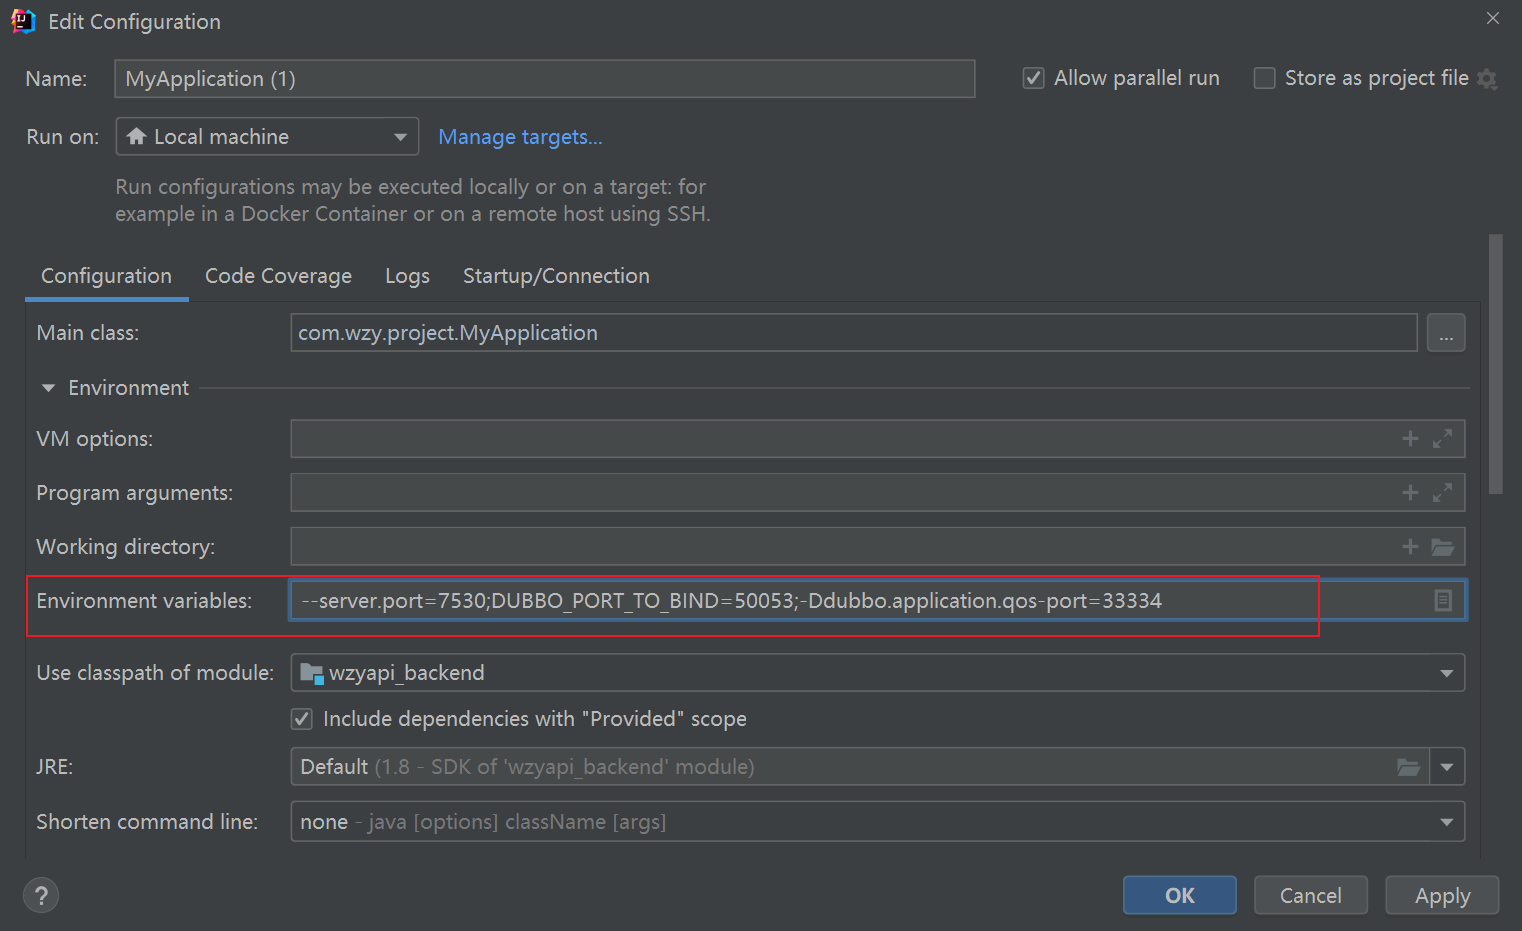 Edit Configuration
Name: MyApplication (1) Allow parallel run Store as project file
Run on: Local machine Manage targets...
Run configurations may be executed locally or on a target: for
example in a Docker Container or on a remote host using SSH.
Configuration Code Coverage Logs Startup/Connection
Main class: com.wzy.project.MyApplication ...
Environment
VM options:
Program arguments:
Working directory:
Environment variables: --server.port=7530;DUBBO_PORT_TO_BIND=50053;-Ddubbo.application.qos-port=33334
Use classpath of module: wzyapi_backend
Include dependencies with "Provided" scope
JRE: Default (1.8 - SDK of 'wzyapi_backend' module)
Shorten command line: none - java [options] className [args]
? OK Cancel Apply